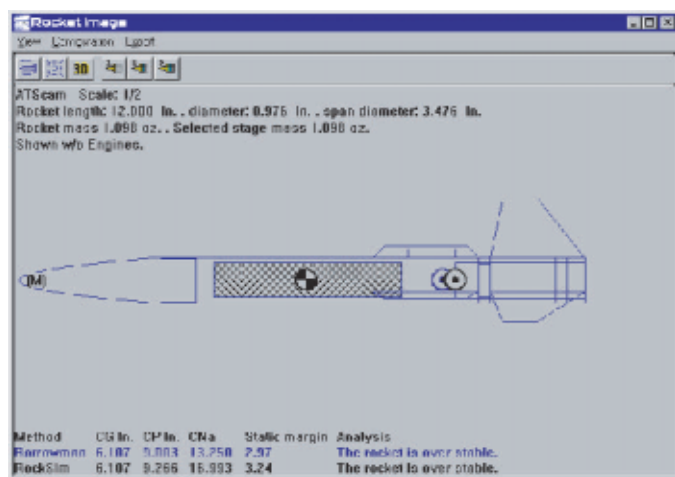 Rocket Image
View Export
3D
ATScam Scale: 1/2
Rocket length: 12.000 In. , diameter: 0.976 In. , span diameter: 3.476 In.
Rocket mass 1.098 oz. , Selected stage mass 1.098 oz.
Shown w/o Engines.
(M)
Method CG In. CP In. CNa Static margin Analysis
Barrowman 6.107 9.003 13.250 2.97 The rocket is over stable.
RockSim 6.107 9.266 16.993 3.24 The rocket is over stable.